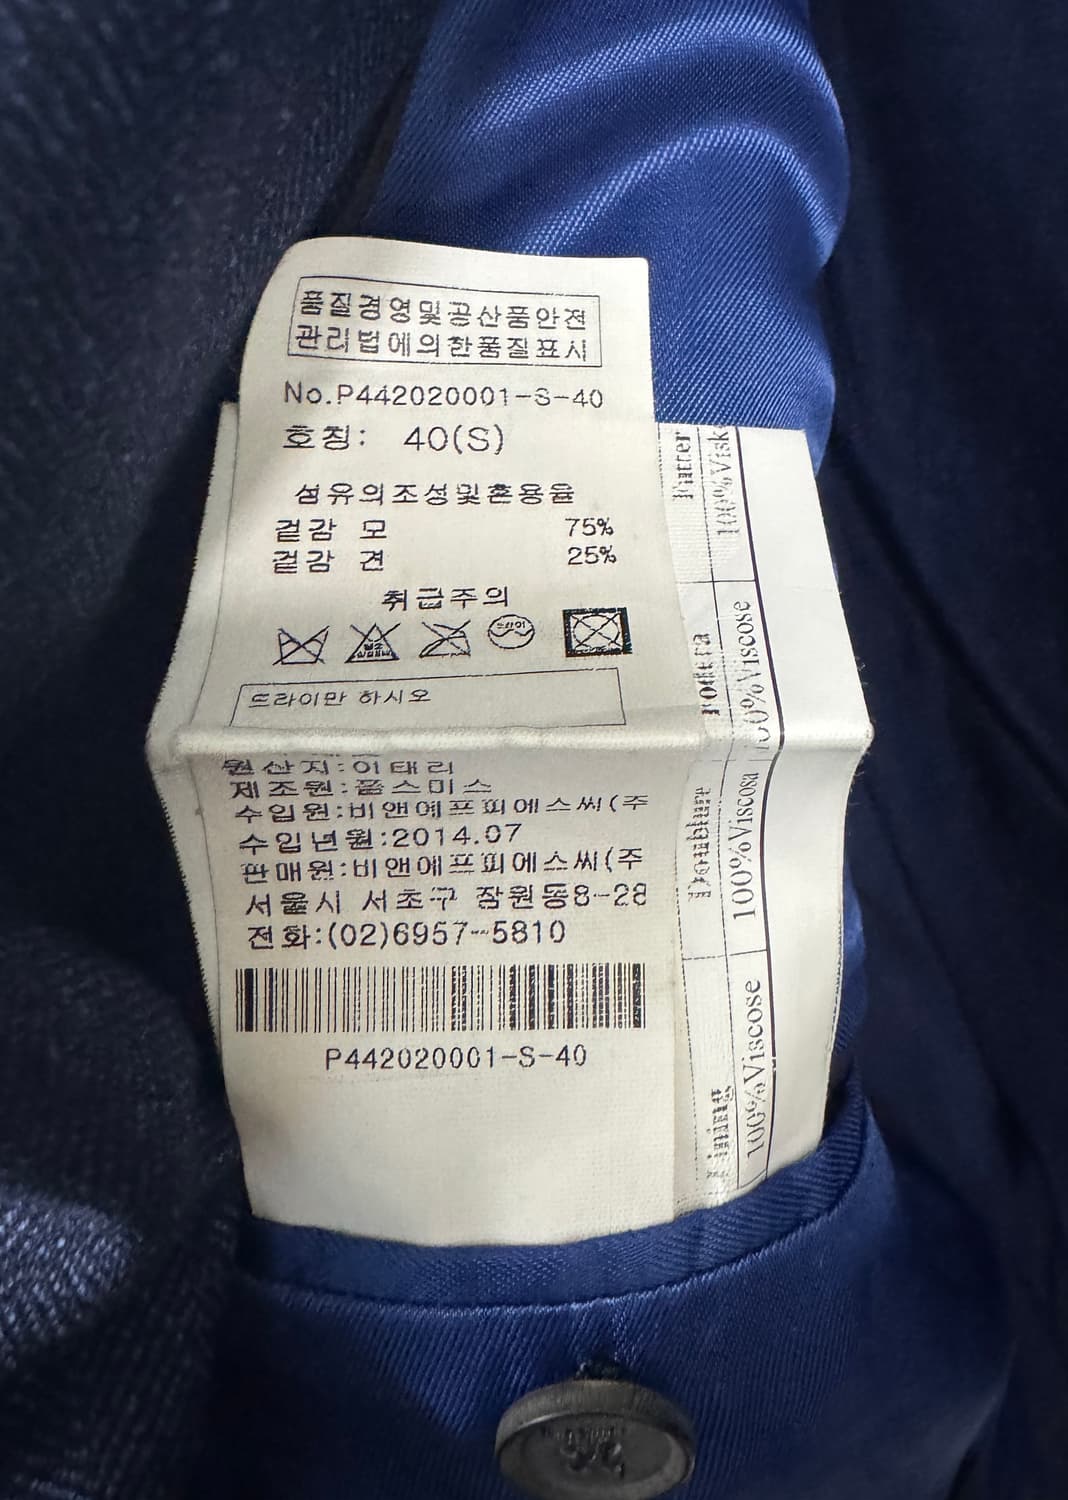 품질경영및공산품안전
관리법에의한품질표시
No.P442020001-S-40
호칭: 40(S)
섬유의조성및혼용율
겉감 모 75%
겉감 견 25%
취급주의
드라이
드라이만 하시오
원산지:이태리
제조원:폴스미스
수입원:비앤에프피에스씨(주
수입년월:2014.07
판매원:비앤에프피에스씨(주
서울시 서초구 잠원동8-28
전화:(02)6957-5810
P442020001-S-40
Futter
100%Visk
Fodera
100%Viscose
Doublure
100%Viscosa
Lining
100%Viscose